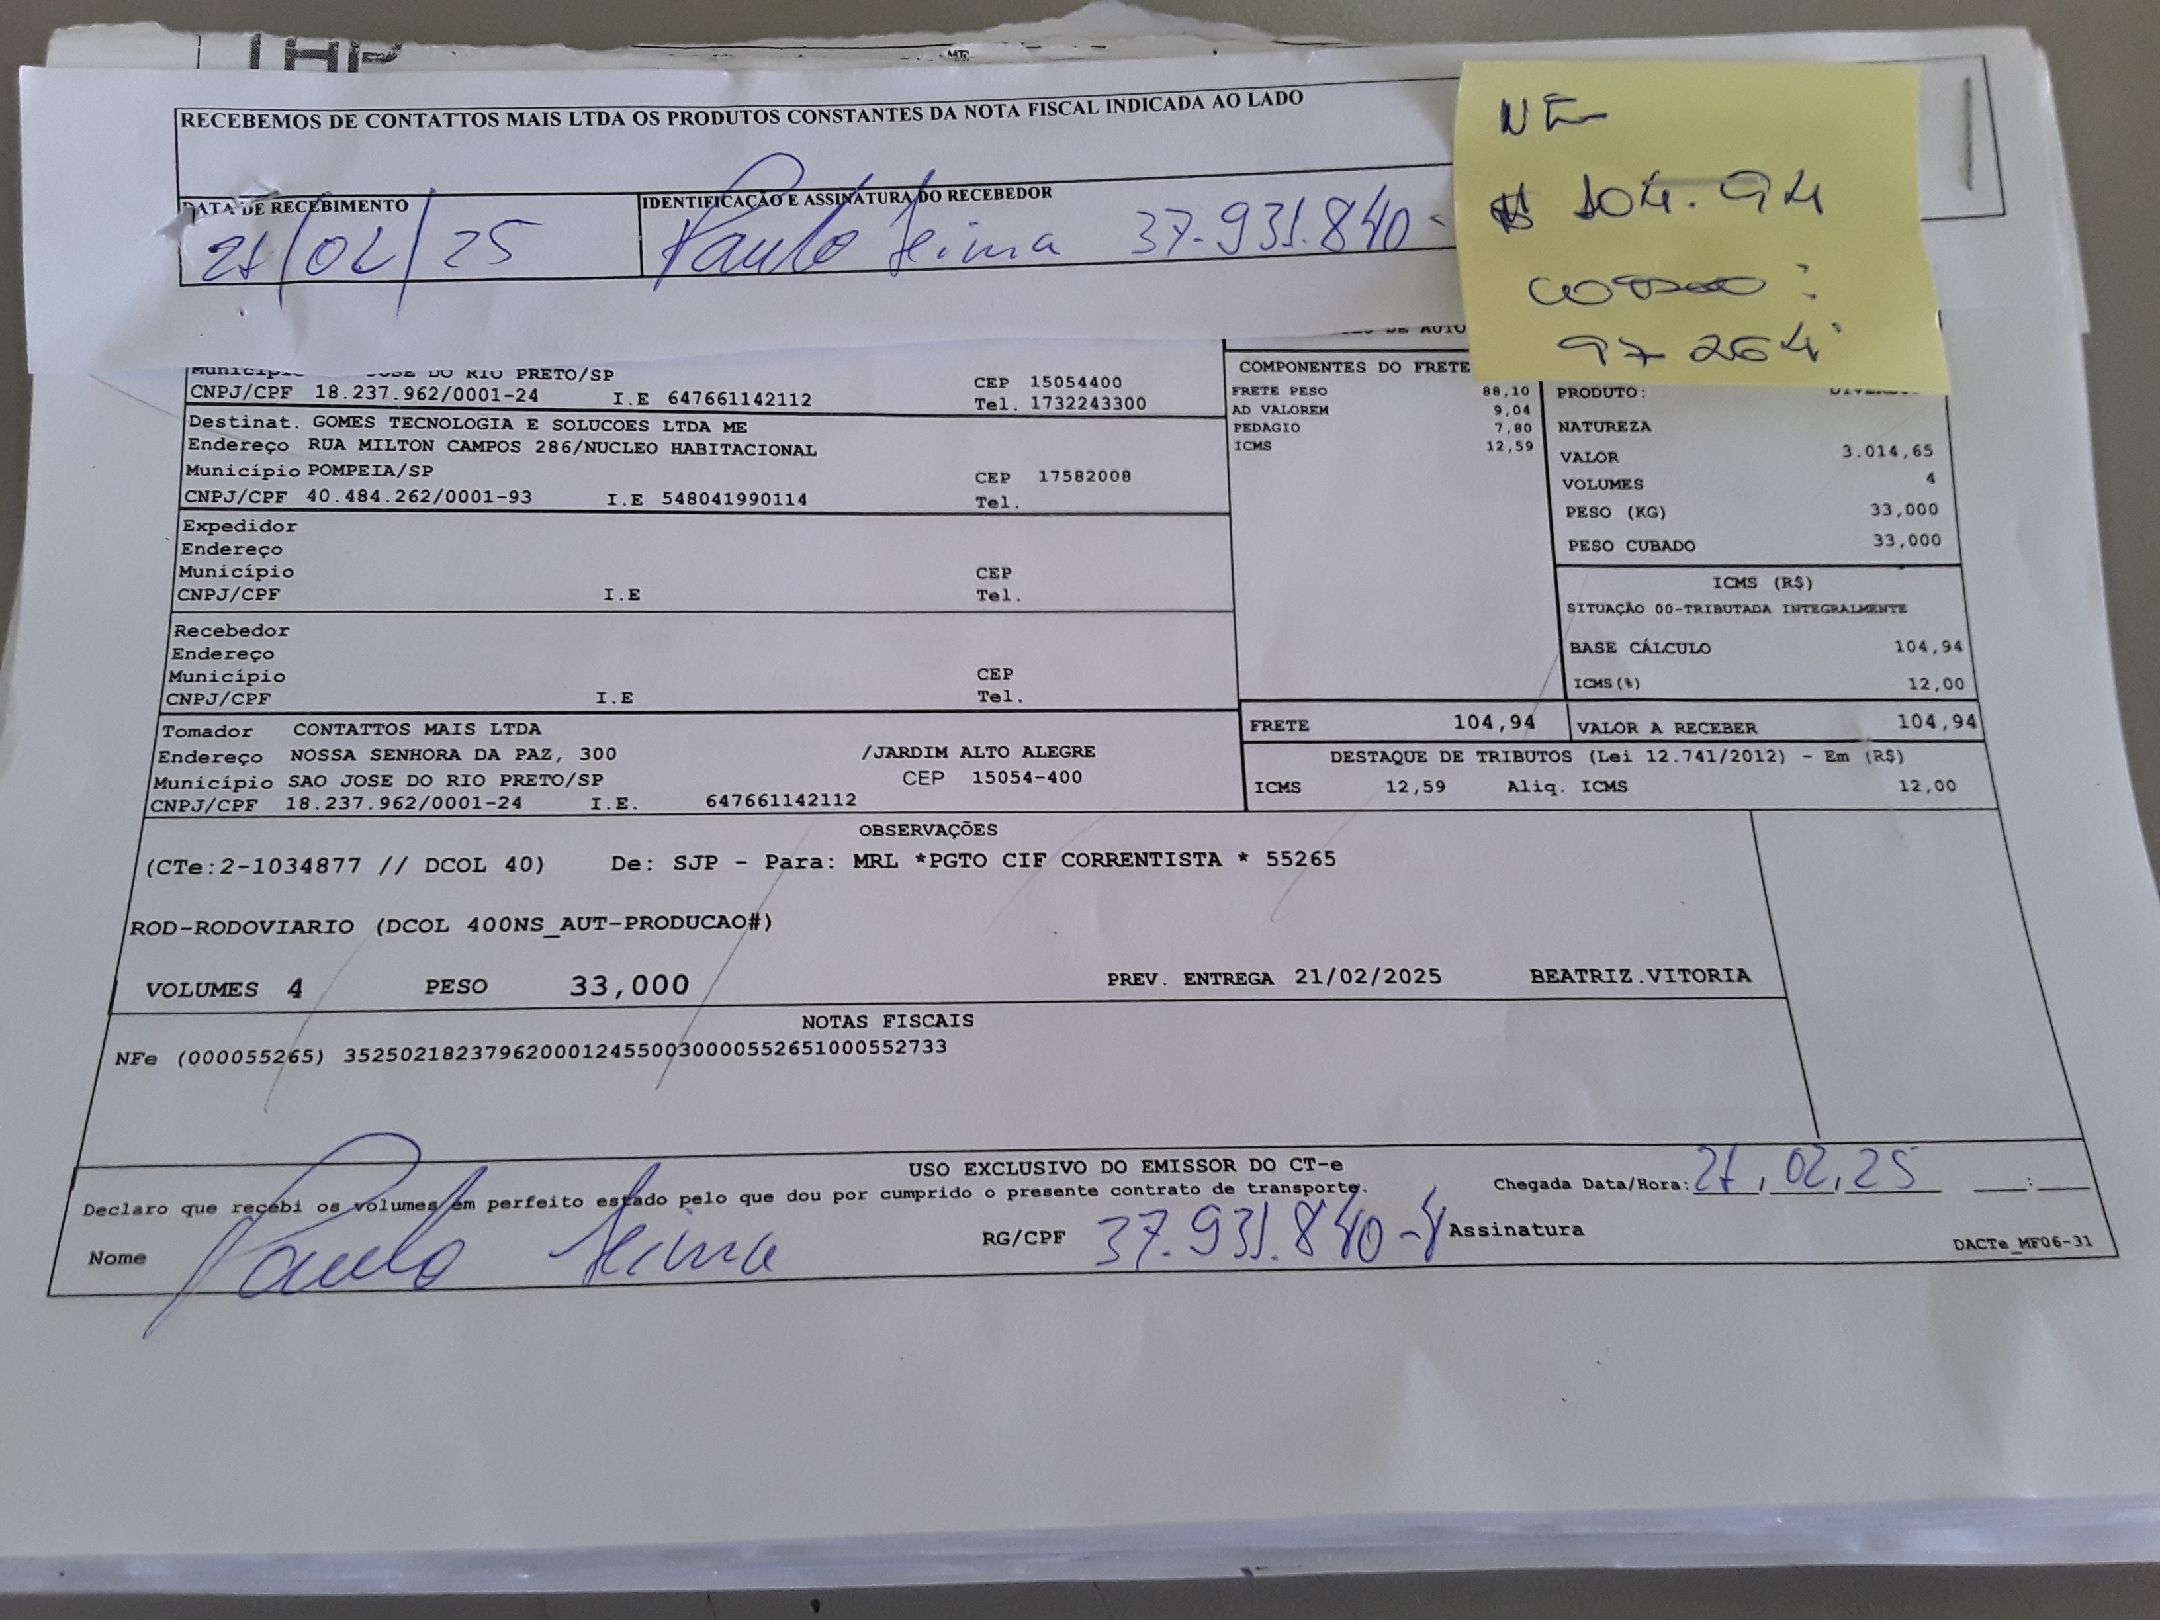 RECEBEMOS DE CONTATTOS MAIS LTDA OS PRODUTOS CONSTANTES DA NOTA FISCAL INDICADA AO LADO
DATA DE RECEBIMENTO
IDENTIFICAÇÃO E ASSINATURA DO RECEBEDOR
/02/25
Paulo 37.931.840-
104.94
97264
Município JOSE DO RIO PRETO/SP
CNPJ/CPF 18.237.962/0001-24 I.E 647661142112
CEP 15054400
Tel. 1732243300
Destinat. GOMES TECNOLOGIA E SOLUCOES LTDA ME
Endereço RUA MILTON CAMPOS 286/NUCLEO HABITACIONAL
Município POMPEIA/SP CEP 17582008
CNPJ/CPF 40.484.262/0001-93 I.E 548041990114 Tel.
Expedidor
Endereço
Município CEP
CNPJ/CPF I.E Tel.
Recebedor
Endereço
Município CEP
CNPJ/CPF I.E Tel.
Tomador CONTATTOS MAIS LTDA
Endereço NOSSA SENHORA DA PAZ, 300 /JARDIM ALTO ALEGRE
Município SAO JOSE DO RIO PRETO/SP CEP 15054-400
CNPJ/CPF 18.237.962/0001-24 I.E. 647661142112
DE AUTO
COMPONENTES DO FRETE
FRETE PESO 88,10
AD VALOREM 9,04
PEDAGIO 7,80
ICMS 12,59
PRODUTO:
NATUREZA
VALOR 3.014,65
VOLUMES 4
PESO (KG) 33,000
PESO CUBADO 33,000
ICMS (R$)
SITUAÇÃO 00-TRIBUTADA INTEGRALMENTE
BASE CÁLCULO 104,94
ICMS(%) 12,00
FRETE 104,94 VALOR A RECEBER 104,94
DESTAQUE DE TRIBUTOS (Lei 12.741/2012) - Em (R$)
ICMS 12,59 Aliq. ICMS 12,00
OBSERVAÇÕES
(CTe:2-1034877 // DCOL 40) De: SJP - Para: MRL *PGTO CIF CORRENTISTA * 55265
ROD-RODOVIARIO (DCOL 400NS_AUT-PRODUCAO#)
VOLUMES 4 PESO 33,000 PREV. ENTREGA 21/02/2025 BEATRIZ.VITORIA
NOTAS FISCAIS
NFe (000055265) 35250218237962000124550030000552651000552733
USO EXCLUSIVO DO EMISSOR DO CT-e
Declaro que recebi os volumes em perfeito estado pelo que dou por cumprido o presente contrato de transporte.
Chegada Data/Hora: 02,25 :
Nome Paulo RG/CPF 37.931.840-4 Assinatura
DACTe_MF06-31